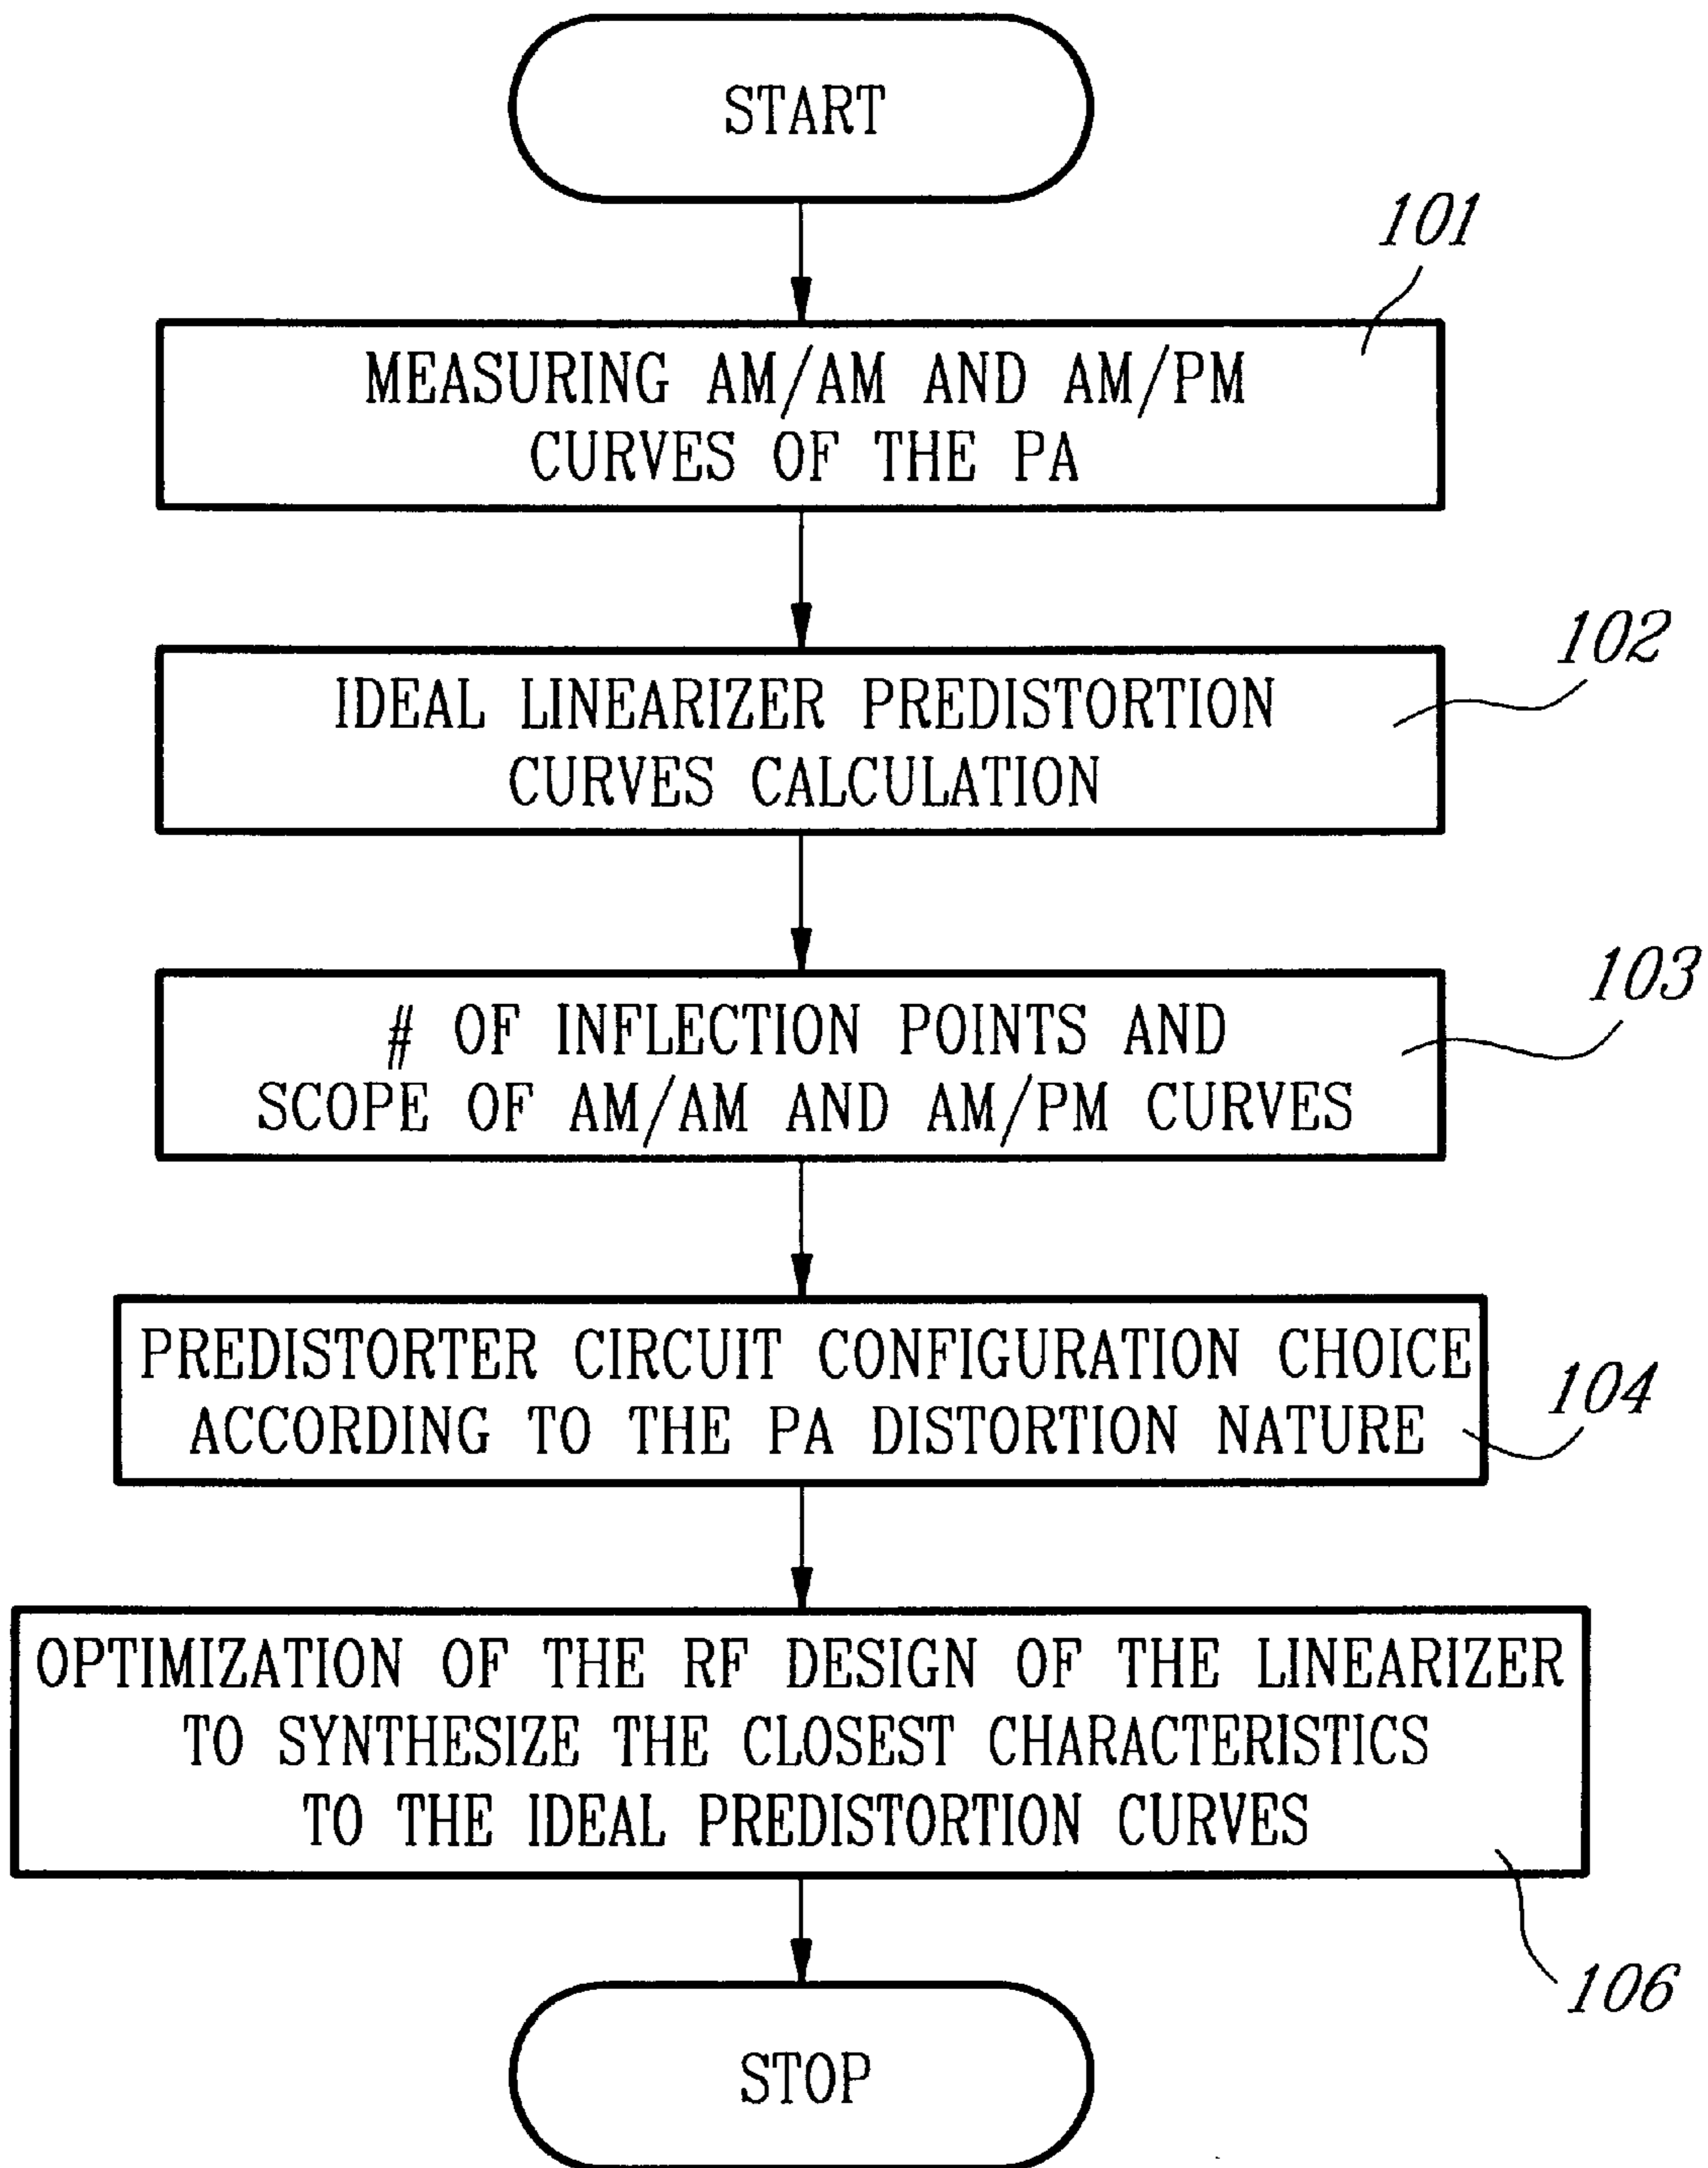 START
101
MEASURING AM/AM AND AM/PM
CURVES OF THE PA
102
IDEAL LINEARIZER PREDISTORTION
CURVES CALCULATION
103
# OF INFLECTION POINTS AND
SCOPE OF AM/AM AND AM/PM CURVES
PREDISTORTER CIRCUIT CONFIGURATION CHOICE
104
ACCORDING TO THE PA DISTORTION NATURE
OPTIMIZATION OF THE RF DESIGN OF THE LINEARIZER
TO SYNTHESIZE THE CLOSEST CHARACTERISTICS
TO THE IDEAL PREDISTORTION CURVES
106
STOP